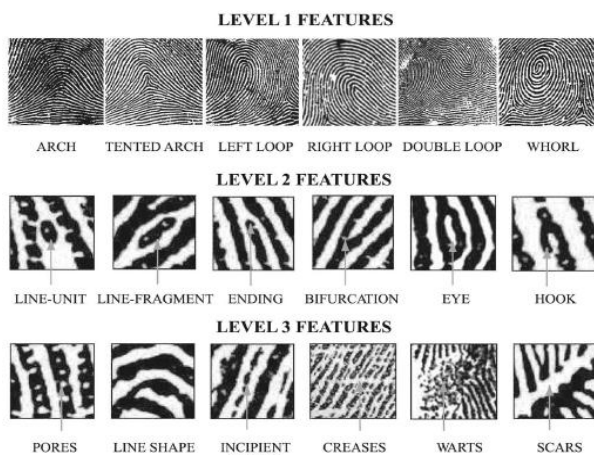 LEVEL 1 FEATURES
ARCH TENTED ARCH LEFT LOOP RIGHT LOOP DOUBLE LOOP WHORL
LEVEL 2 FEATURES
LINE-UNIT LINE-FRAGMENT ENDING BIFURCATION EYE HOOK
LEVEL 3 FEATURES
PORES LINE SHAPE INCIPIENT CREASES WARTS SCARS